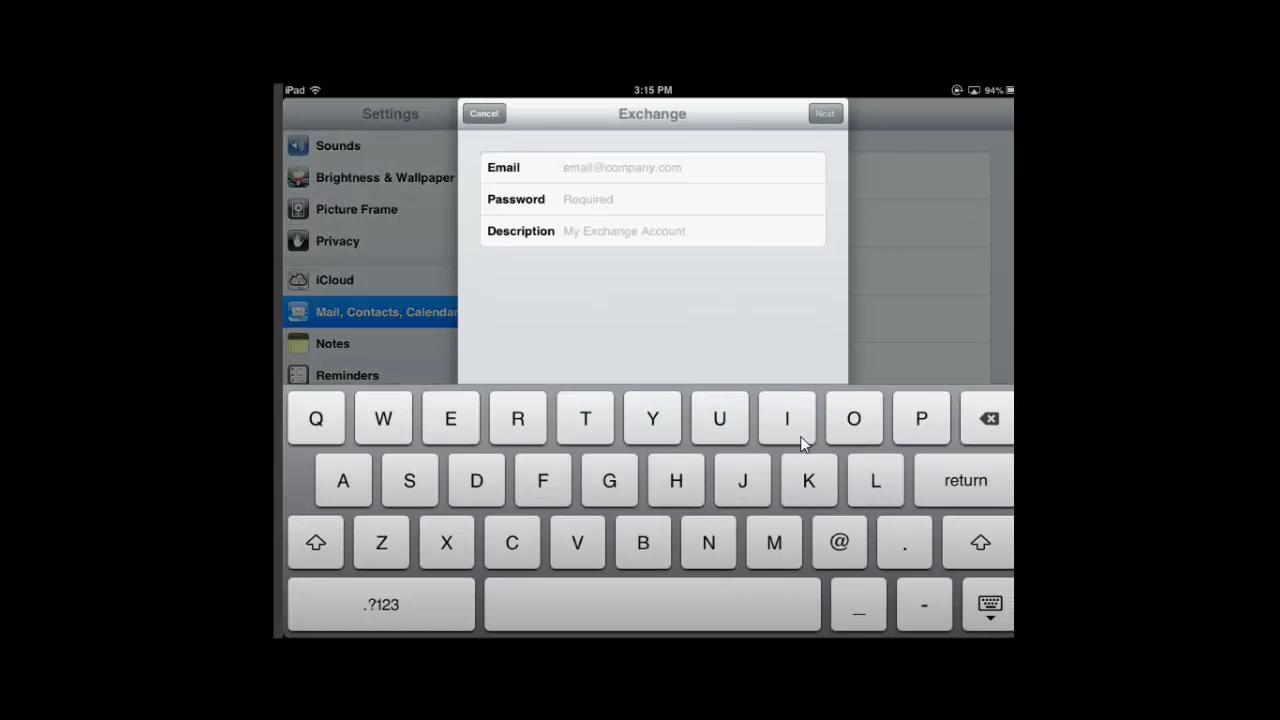 iPad 3:15 PM 94%
Settings
Cancel Exchange Next
Sounds
Brightness & Wallpaper
Picture Frame
Privacy
iCloud
Mail, Contacts, Calendar
Notes
Reminders
Email email@company.com
Password Required
Description My Exchange Account
Q W E R T Y U I O P
A S D F G H J K L return
Z X C V B N M @ .
.?123 _ -